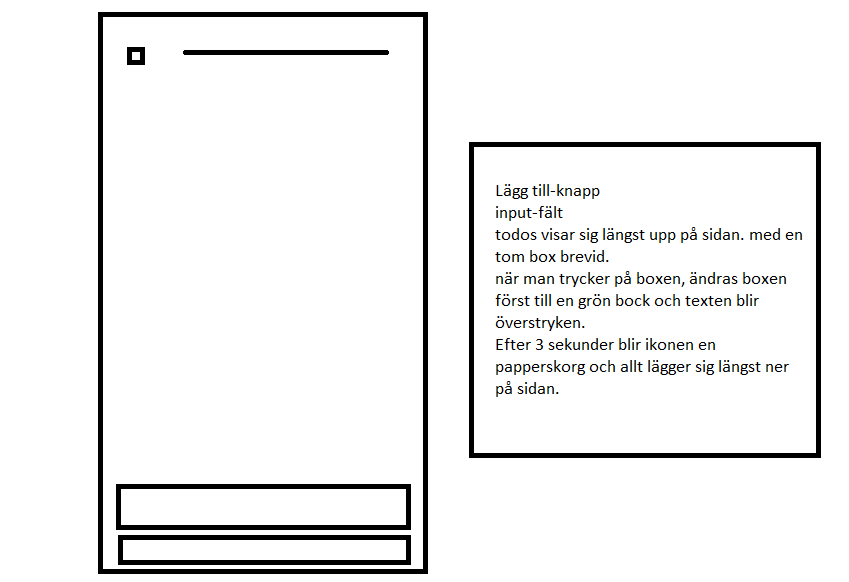 Lägg till-knapp
input-fält
todos visar sig längst upp på sidan. med en
tom box brevid.
när man trycker på boxen, ändras boxen
först till en grön bock och texten blir
överstryken.
Efter 3 sekunder blir ikonen en
papperskorg och allt lägger sig längst ner
på sidan.